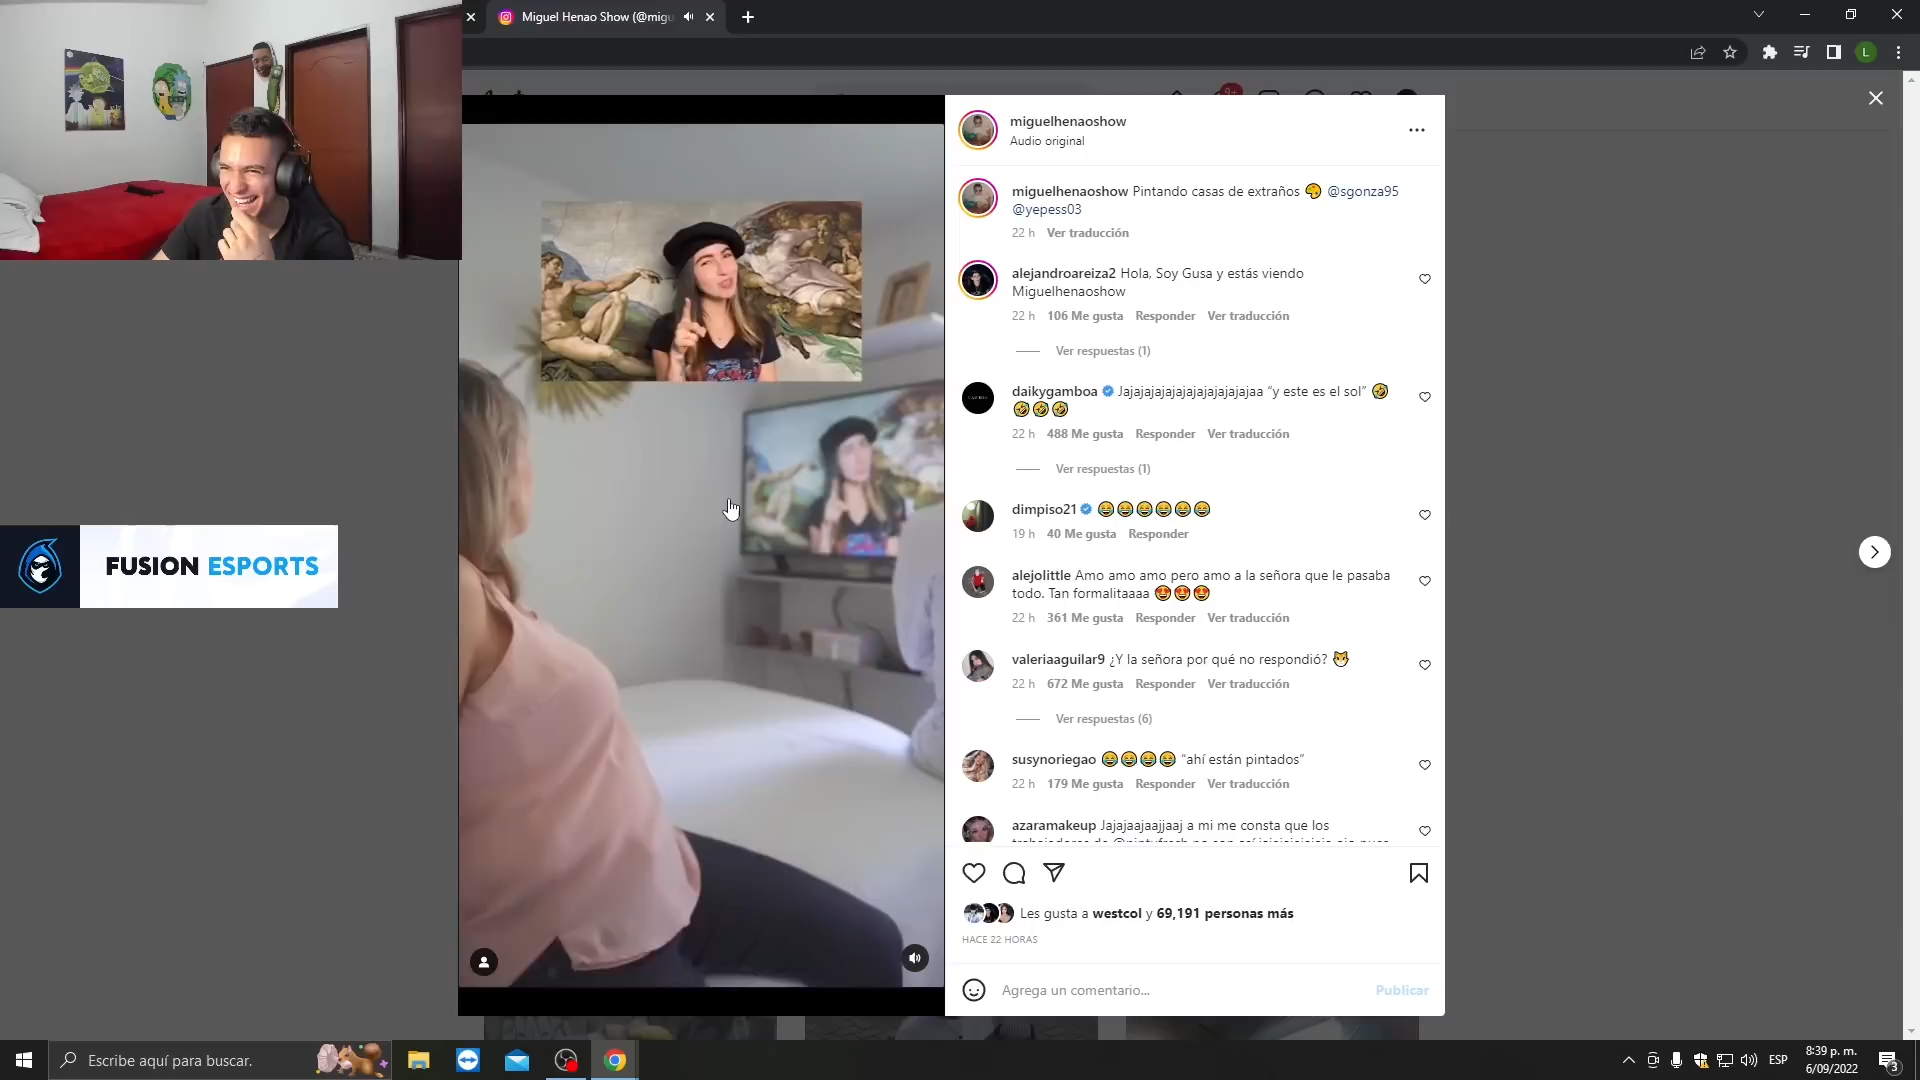 Miguel Henao Show (@migu
L
9+
miguelhenaoshow
Audio original
miguelhenaoshow Pintando casas de extraños 🎨 @sgonza95
@yepess03
22 h Ver traducción
alejandroareiza2 Hola, Soy Gusa y estás viendo
Miguelhenaoshow
22 h 106 Me gusta Responder Ver traducción
Ver respuestas (1)
daikygamboa Jajajajajajajajajajajajajaa “y este es el sol” 🤣
🤣🤣🤣
22 h 488 Me gusta Responder Ver traducción
Ver respuestas (1)
dimpiso21 😂😂😂😂😂😂
19 h 40 Me gusta Responder
FUSION ESPORTS
alejolittle Amo amo amo pero amo a la señora que le pasaba
todo. Tan formalitaaaa 🤩🤩🤩
22 h 361 Me gusta Responder Ver traducción
valeriaaguilar9 ¿Y la señora por qué no respondió? 🐯
22 h 672 Me gusta Responder Ver traducción
Ver respuestas (6)
susynoriegao 😂😂😂😂 “ahí están pintados”
22 h 179 Me gusta Responder Ver traducción
azaramakeup Jajajaajaajjaaj a mi me consta que los
Les gusta a westcol y 69,191 personas más
HACE 22 HORAS
Agrega un comentario... Publicar
Escribe aquí para buscar.
ESP
8:39 p. m.
6/09/2022
3